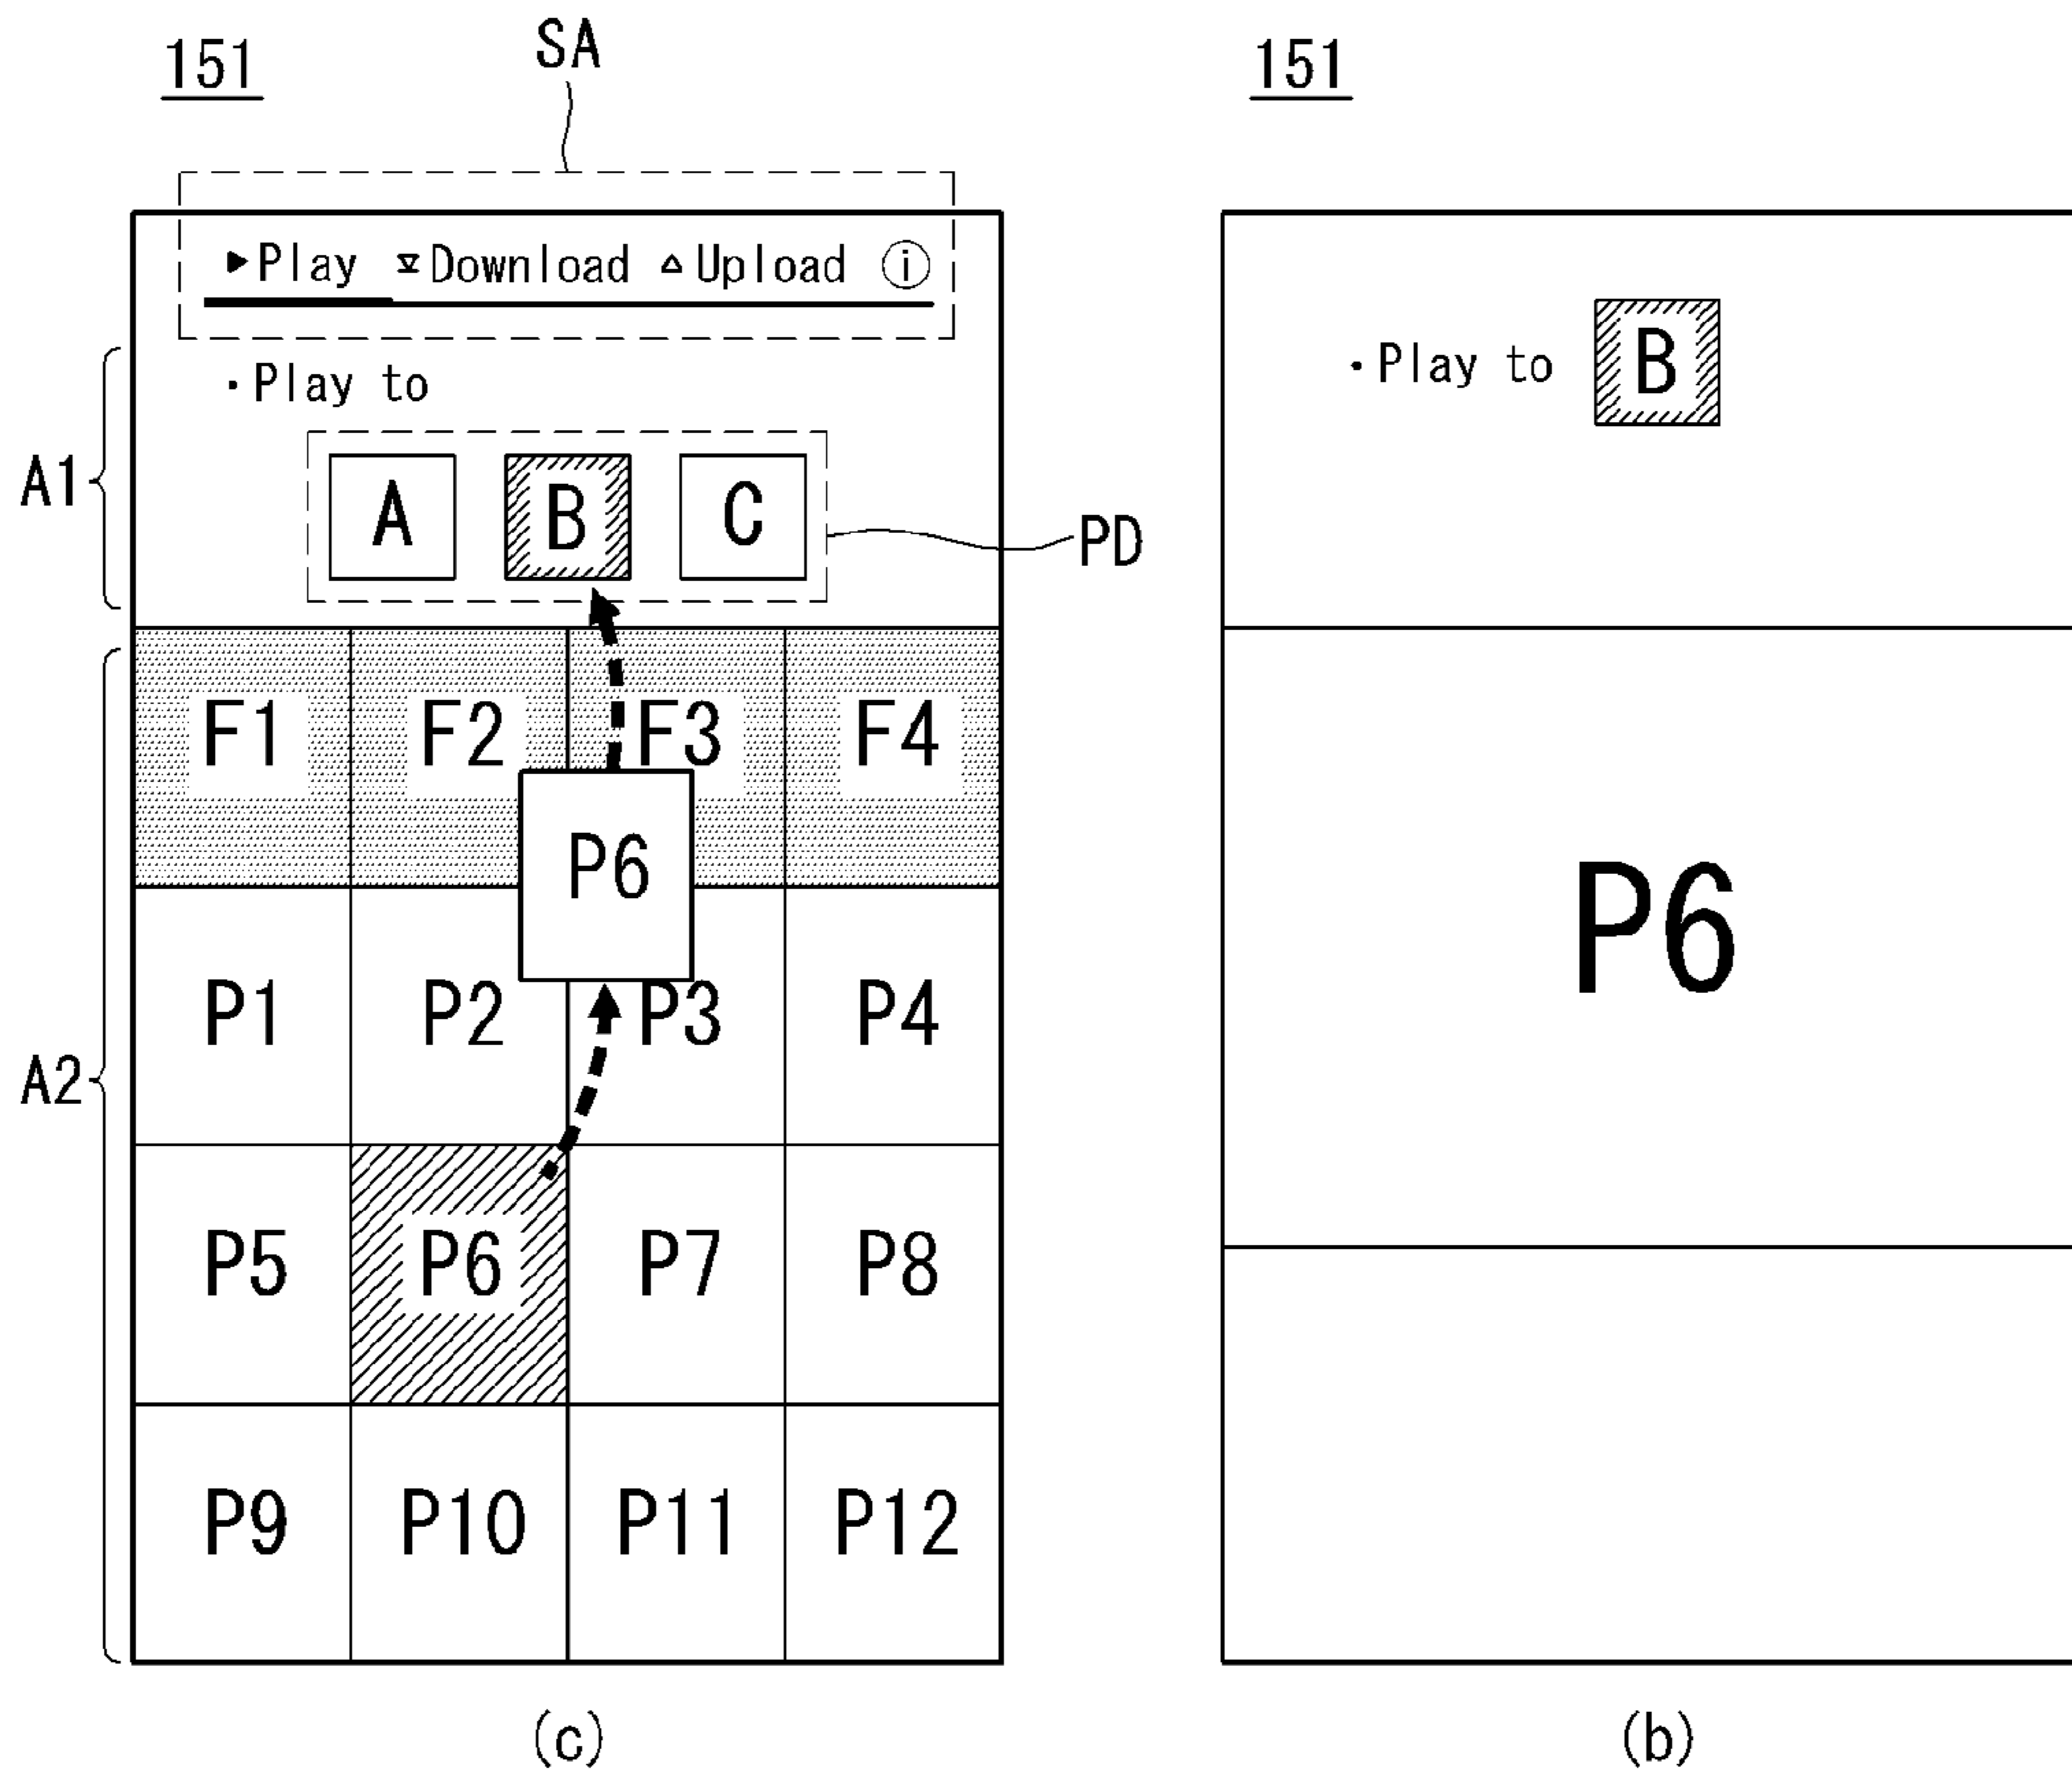 151
SA
▶Play ⧖Download △Upload ⓘ
A1
・Play to
A B C
PD
A2
F1 F2 F3 F4
P6
P1 P2 P3 P4
P5 P6 P7 P8
P9 P10 P11 P12
(c)
151
・Play to B
P6
(b)